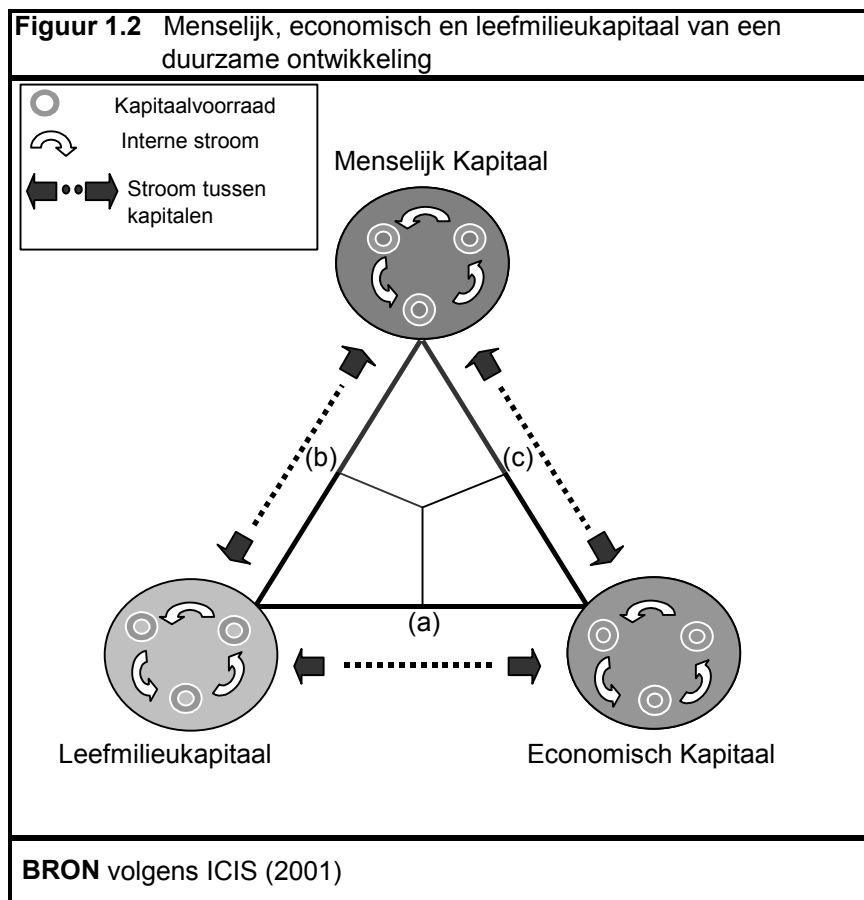 Figuur 1.2 Menselijk, economisch en leefmilieukapitaal van een
duurzame ontwikkeling
Kapitaalvoorraad
Interne stroom
Stroom tussen
kapitalen
Menselijk Kapitaal
(b)
(c)
(a)
Leefmilieukapitaal
Economisch Kapitaal
BRON volgens ICIS (2001)